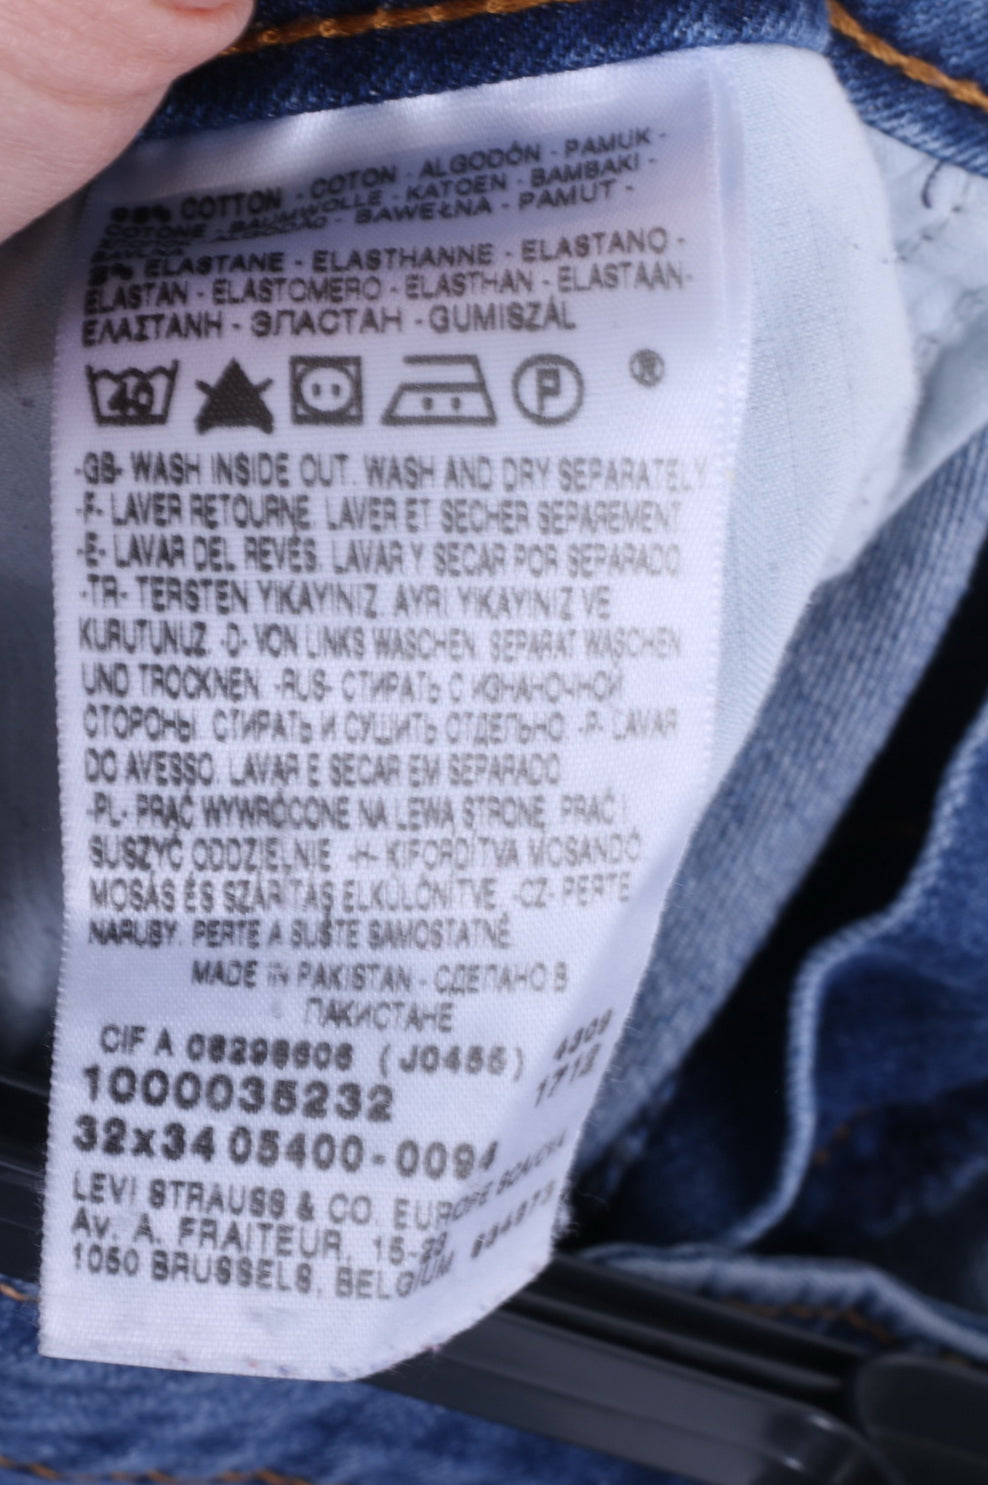 COTTON - COTON - ALGODÓN - PAMUK -
COTONE - BAUMWOLLE - KATOEN - BAMBAKI -
BAWEŁNA - PAMUT -
ELASTANE - ELASTHANNE - ELASTANO -
ELASTAN - ELASTOMERO - ELASTHAN - ELASTAAN-
ΕΛΑΣΤΑΝΗ - ЭЛАСТАН - GUMISZÁL
40 P ®
-GB- WASH INSIDE OUT. WASH AND DRY SEPARATELY
-F- LAVER RETOURNE. LAVER ET SECHER SEPAREMENT.
-E- LAVAR DEL REVÉS. LAVAR Y SECAR POR SEPARADO.
-TR- TERSTEN YIKAYINIZ. AYRI YIKAYINIZ VE
KURUTUNUZ. -D- VON LINKS WASCHEN. SEPARAT WASCHEN
UND TROCKNEN. -RUS- СТИРАТЬ С ИЗНАНОЧНОЙ
СТОРОНЫ. СТИРАТЬ И СУШИТЬ ОТДЕЛЬНО. -P- LAVAR
DO AVESSO. LAVAR E SECAR EM SEPARADO
-PL- PRAĆ WYWRÓCONE NA LEWĄ STRONĘ. PRAĆ I
SUSZYĆ ODDZIELNIE -H- KIFORDÍTVA MOSANDÓ
MOSÁS ÉS SZÁRÍTÁS ELKÜLÖNÍTVE. -CZ- PERTE
NARUBY. PERTE A SUŠTE SAMOSTATNĚ.
MADE IN PAKISTAN - СДЕЛАНО В
ПАКИСТАНЕ
CIF A 08298606 (J0466) 4309
1000035232 1712
32x34 05400-0094
LEVI STRAUSS & CO. EUROPE SCA/CVA
Av. A. FRAITEUR, 15-23
1050 BRUSSELS, BELGIUM